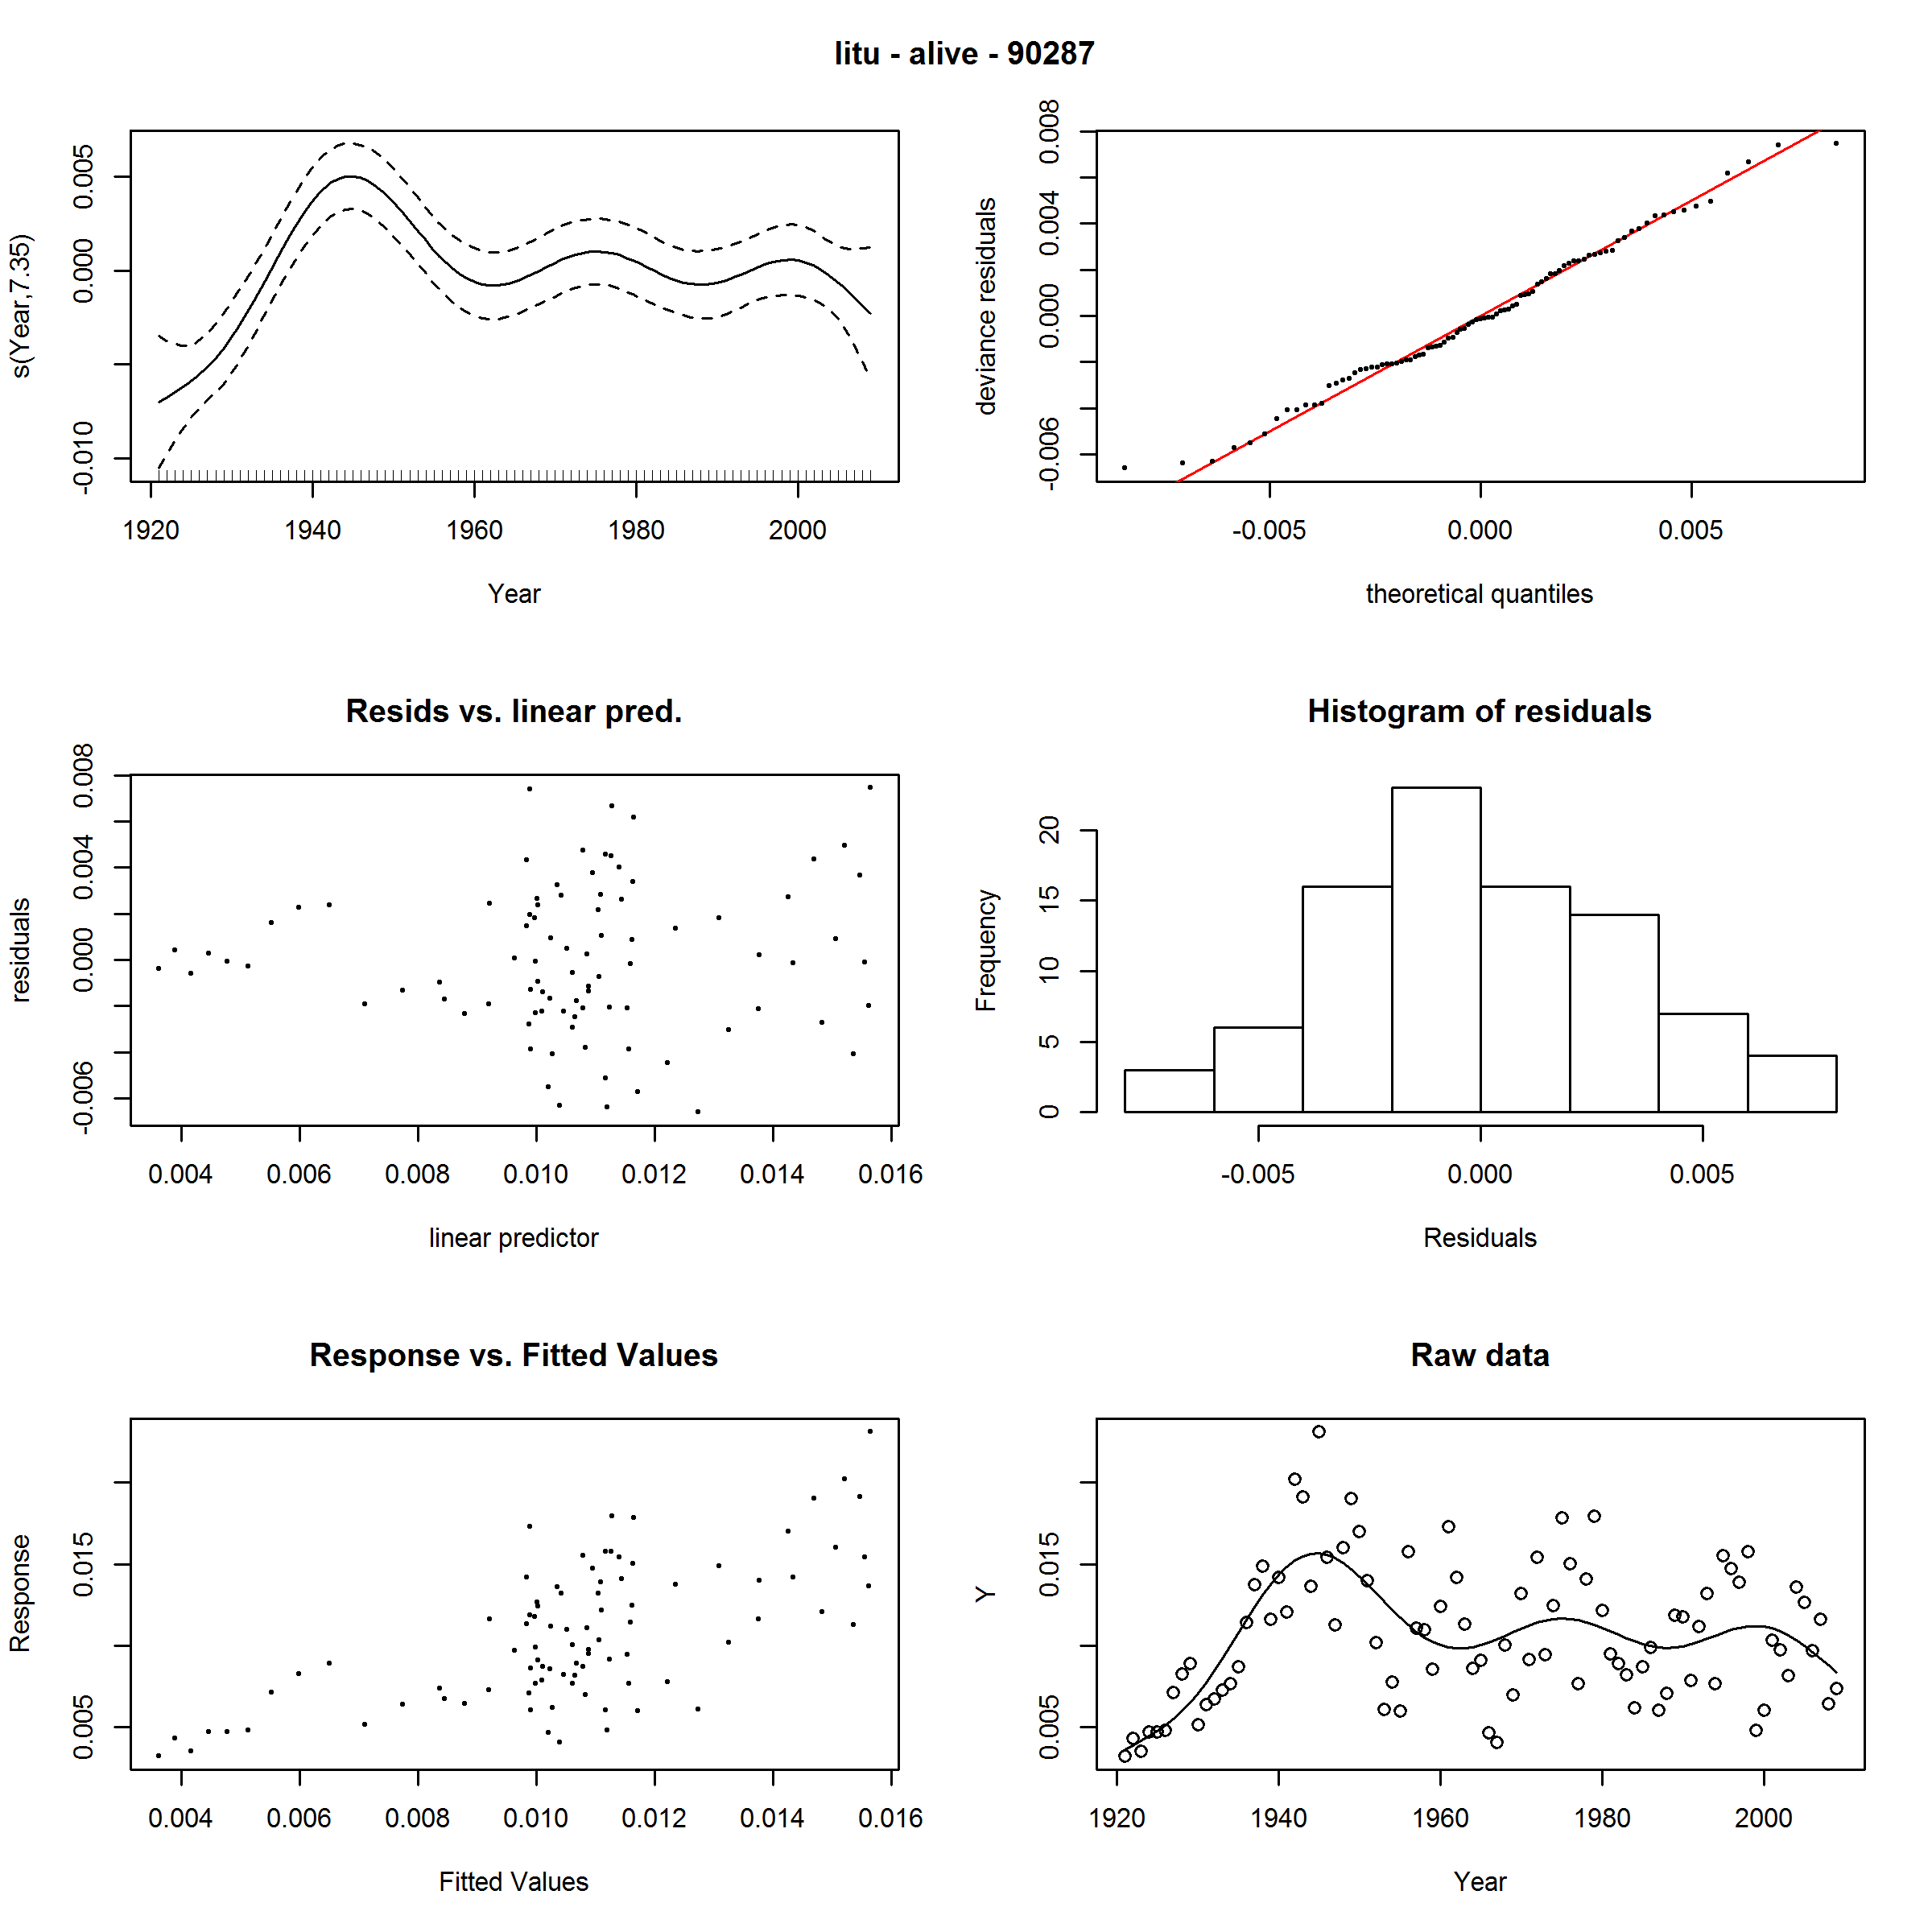 litu - alive - 90287
s(Year,7.35)
0.005
0.000
-0.010
1920 1940 1960 1980 2000
Year
deviance residuals
0.008
0.004
0.000
-0.006
-0.005 0.000 0.005
theoretical quantiles
Resids vs. linear pred.
residuals
0.008
0.004
0.000
-0.006
0.004 0.006 0.008 0.010 0.012 0.014 0.016
linear predictor
Histogram of residuals
Frequency
20
15
10
5
0
-0.005 0.000 0.005
Residuals
Response vs. Fitted Values
Response
0.015
0.005
0.004 0.006 0.008 0.010 0.012 0.014 0.016
Fitted Values
Raw data
Y
0.015
0.005
1920 1940 1960 1980 2000
Year